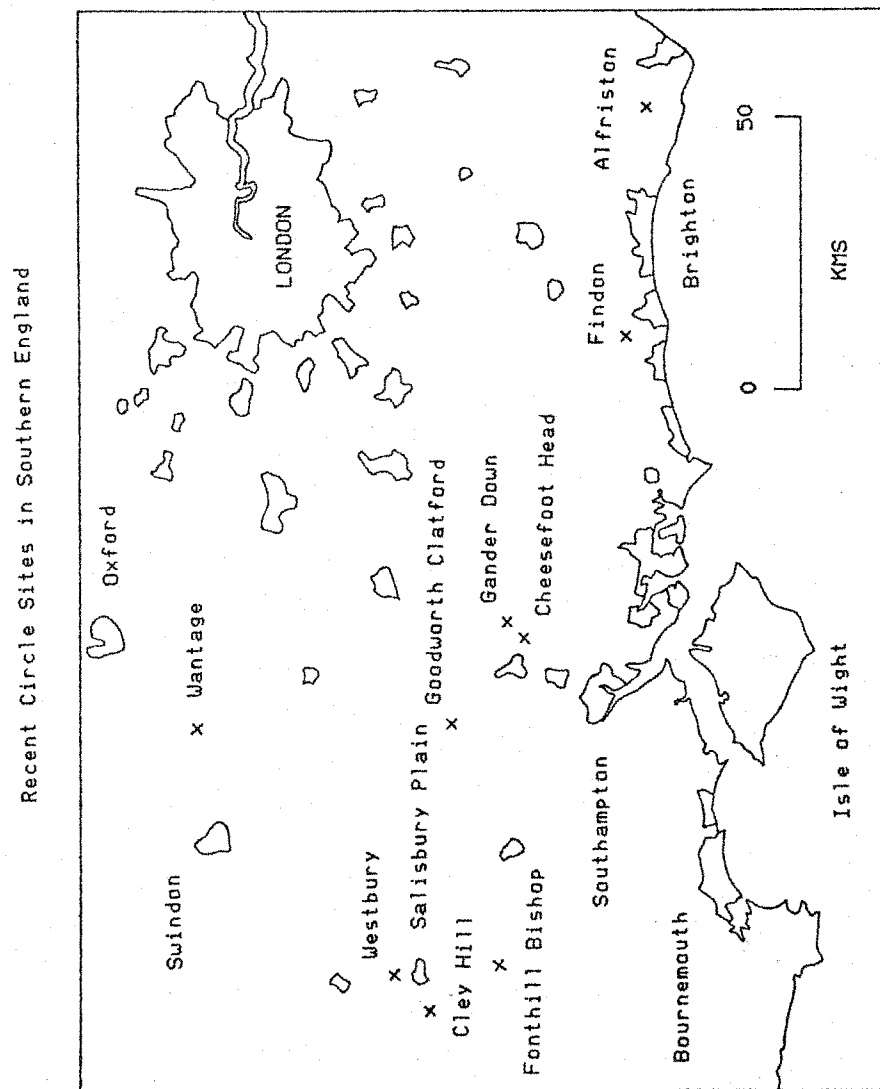 Recent Circle Sites in Southern England
Oxford
Swindon
Wantage
LONDON
Westbury
Salisbury Plain
Goodworth Clatford
Cley Hill
Gander Down
Cheesefoot Head
Fonthill Bishop
Southampton
Findon
Alfriston
Bournemouth
Brighton
Isle of Wight
0
50
KMS